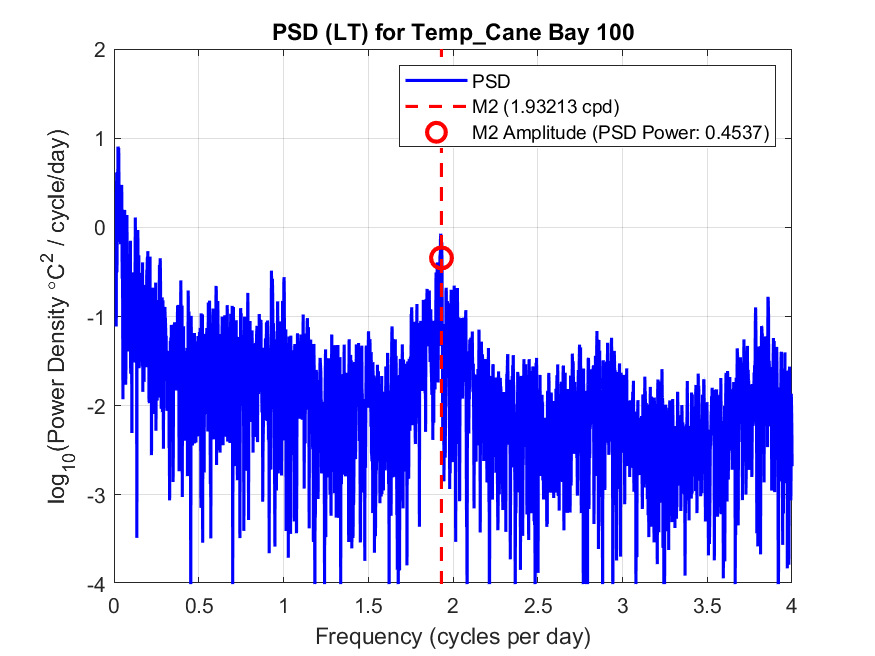 PSD (LT) for Temp_Cane Bay 100
PSD
M2 (1.93213 cpd)
M2 Amplitude (PSD Power: 0.4537)
log10(Power Density °C2 / cycle/day)
2
1
0
-1
-2
-3
-4
0 0.5 1 1.5 2 2.5 3 3.5 4
Frequency (cycles per day)